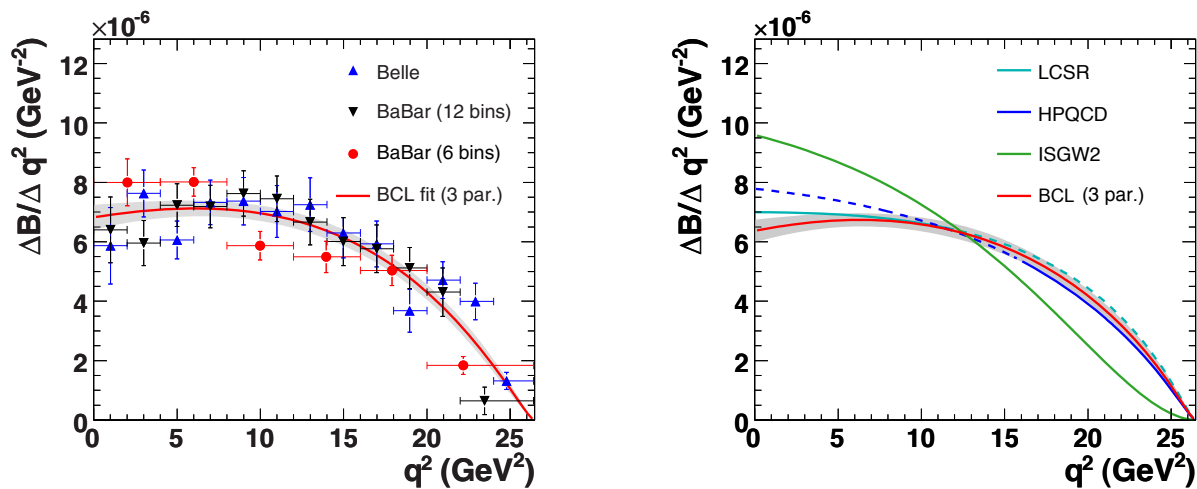 ×10⁻⁶
ΔB/Δ q² (GeV⁻²)
12
10
8
6
4
2
0
0 5 10 15 20 25
q² (GeV²)
Belle
BaBar (12 bins)
BaBar (6 bins)
BCL fit (3 par.)
×10⁻⁶
ΔB/Δ q² (GeV⁻²)
12
10
8
6
4
2
0
0 5 10 15 20 25
q² (GeV²)
LCSR
HPQCD
ISGW2
BCL (3 par.)